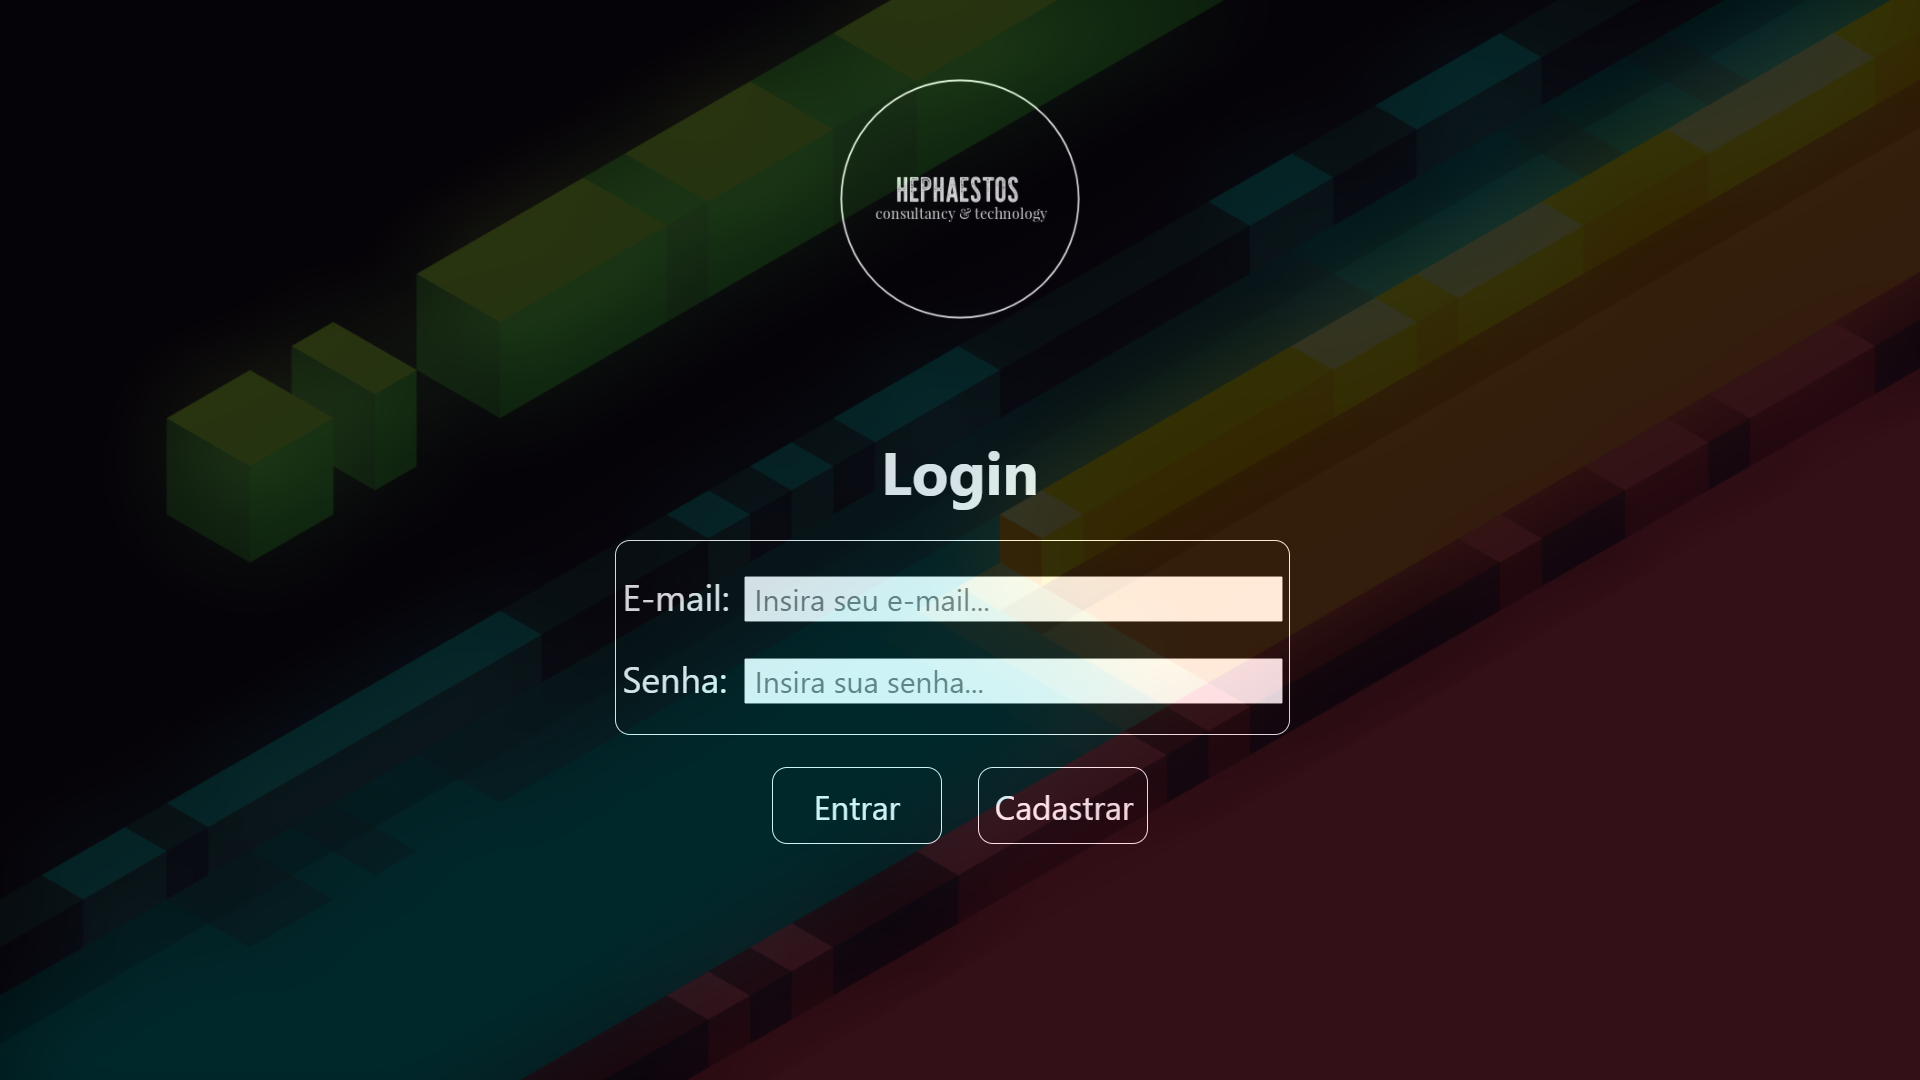 HEPHAESTOS
consultancy & technology
Login
E-mail: Insira seu e-mail...
Senha: Insira sua senha...
Entrar Cadastrar